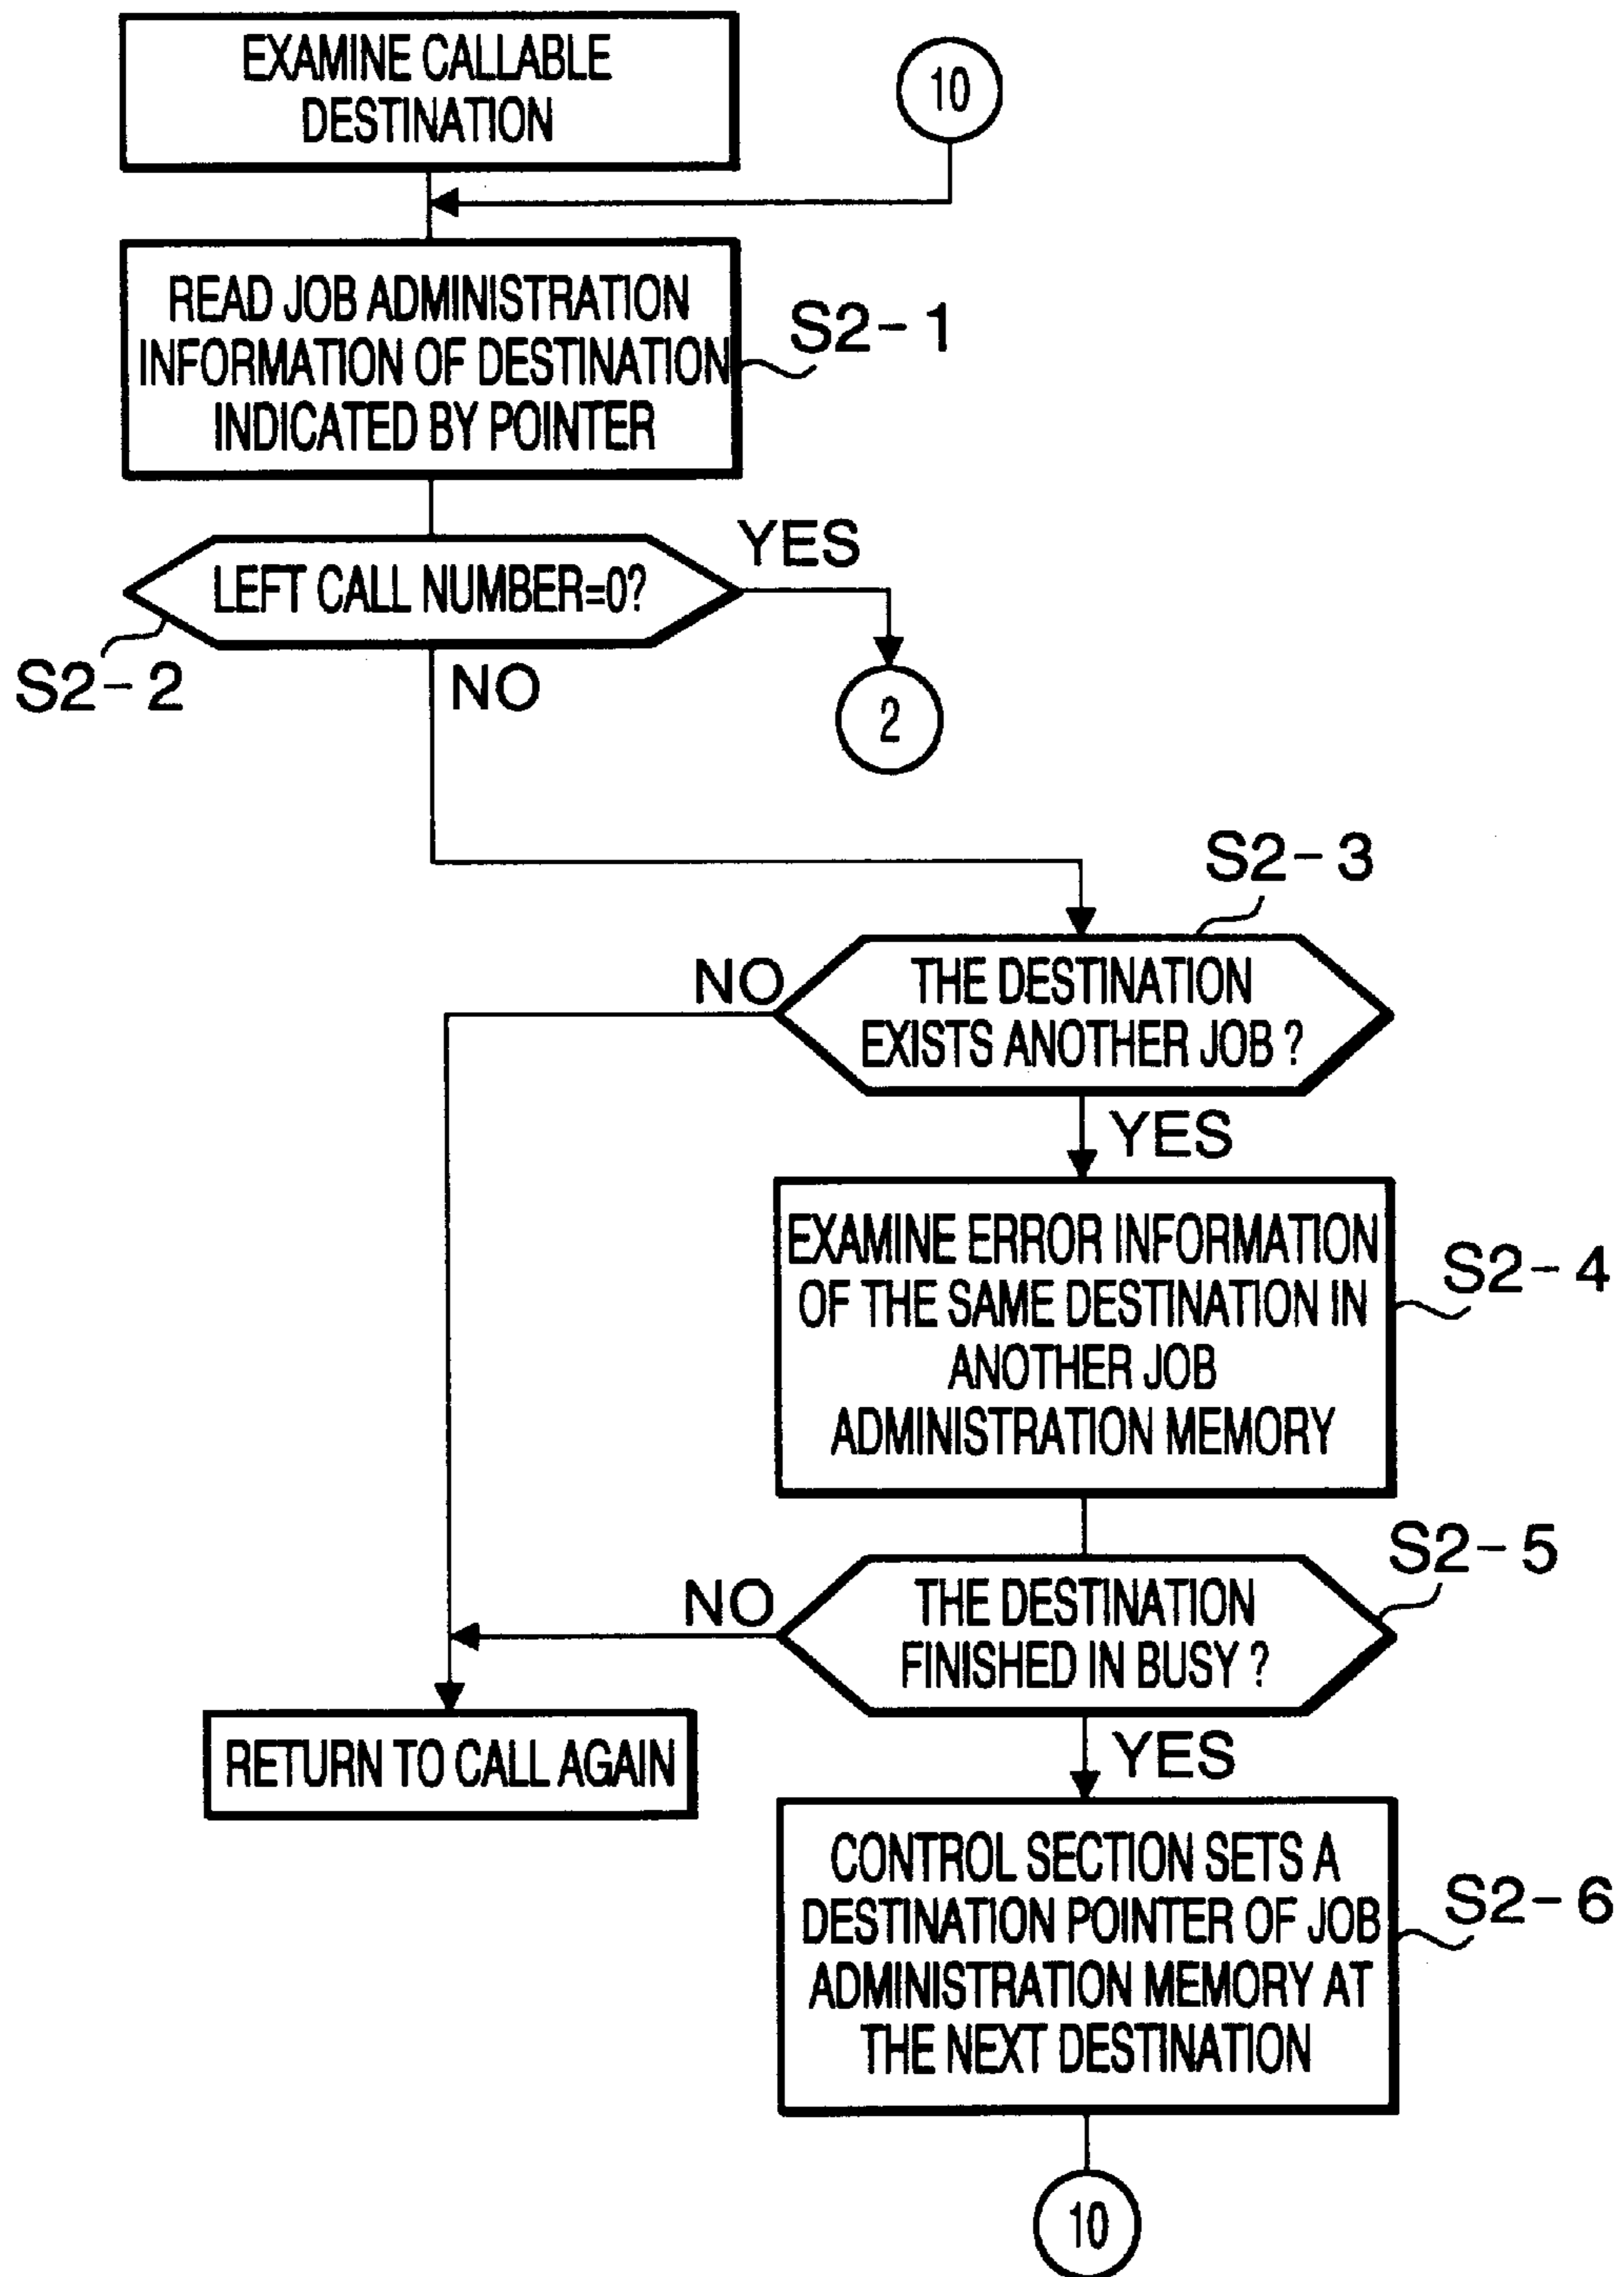 EXAMINE CALLABLE
DESTINATION
10
READ JOB ADMINISTRATION
INFORMATION OF DESTINATION
INDICATED BY POINTER
S2-1
LEFT CALL NUMBER=0?
YES
S2-2
NO
2
S2-3
NO
THE DESTINATION
EXISTS ANOTHER JOB ?
YES
EXAMINE ERROR INFORMATION
OF THE SAME DESTINATION IN
ANOTHER JOB
ADMINISTRATION MEMORY
S2-4
S2-5
NO
THE DESTINATION
FINISHED IN BUSY ?
RETURN TO CALL AGAIN
YES
CONTROL SECTION SETS A
DESTINATION POINTER OF JOB
ADMINISTRATION MEMORY AT
THE NEXT DESTINATION
S2-6
10